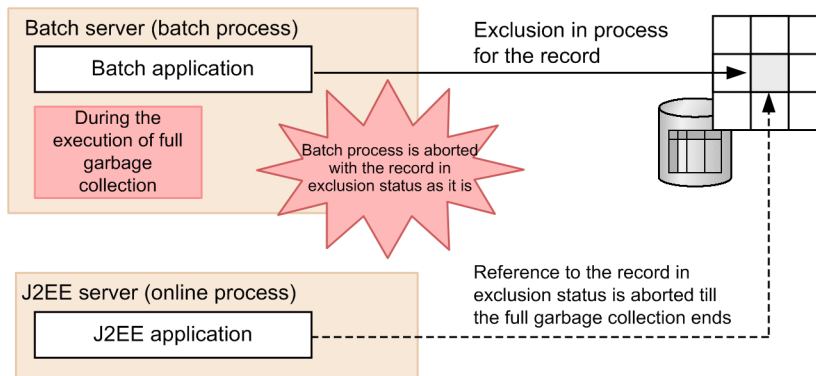 Batch server (batch process)
Batch application
Exclusion in process
for the record
During the
execution of full
garbage
collection
Batch process is aborted
with the record in
exclusion status as it is
J2EE server (online process)
J2EE application
Reference to the record in
exclusion status is aborted till
the full garbage collection ends